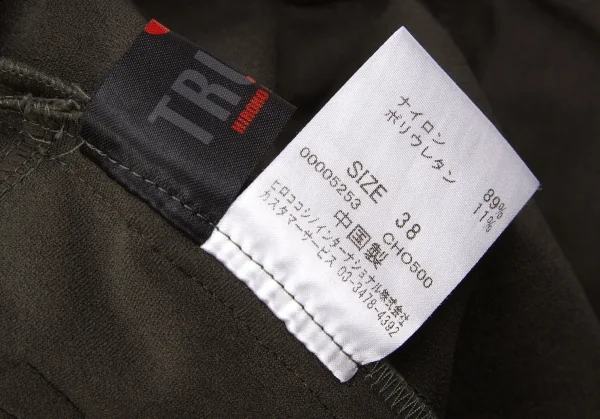 TRU
HIROKO
ナイロン 89%
ポリウレタン 11%
SIZE 38
00005253 CHO500
中国製
ヒロココシノインターナショナル株式会社
カスタマーサービス 03-3478-4392